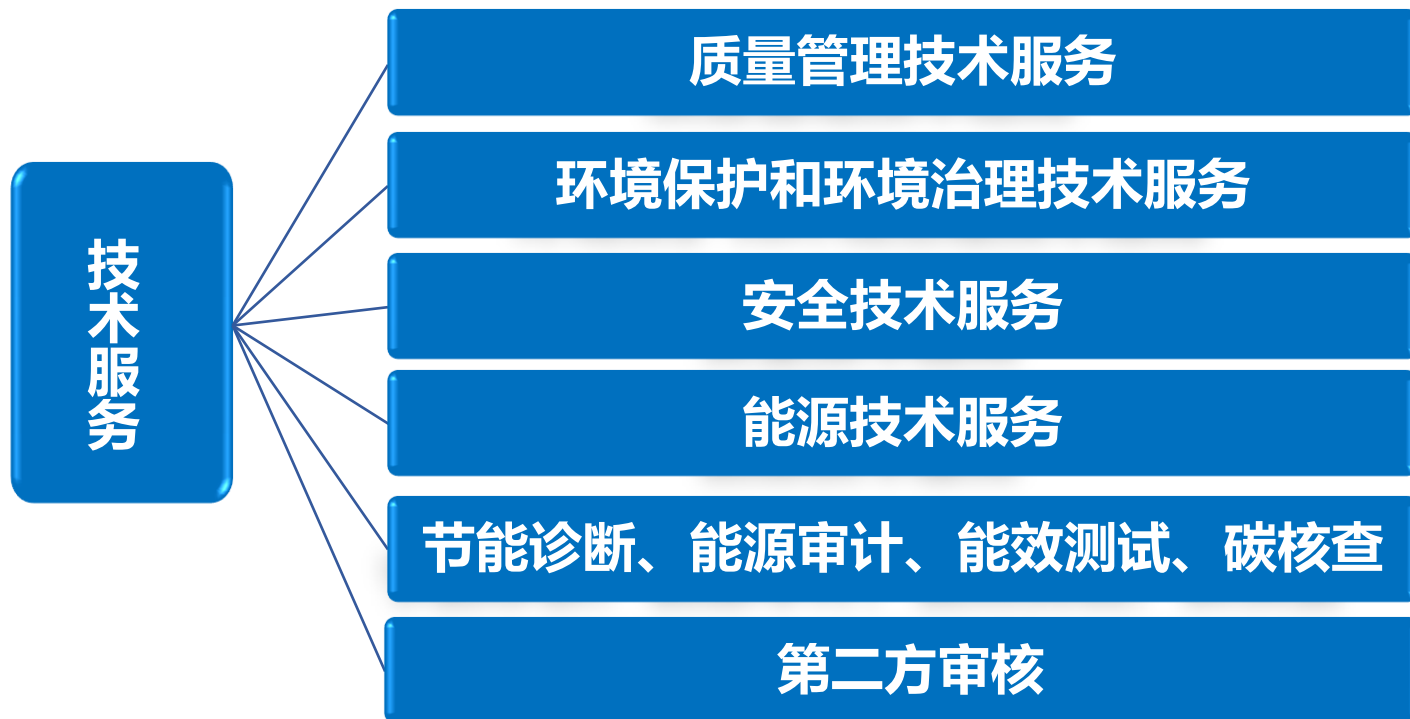 技术服务
质量管理技术服务
环境保护和环境治理技术服务
安全技术服务
能源技术服务
节能诊断、能源审计、能效测试、碳核查
第二方审核